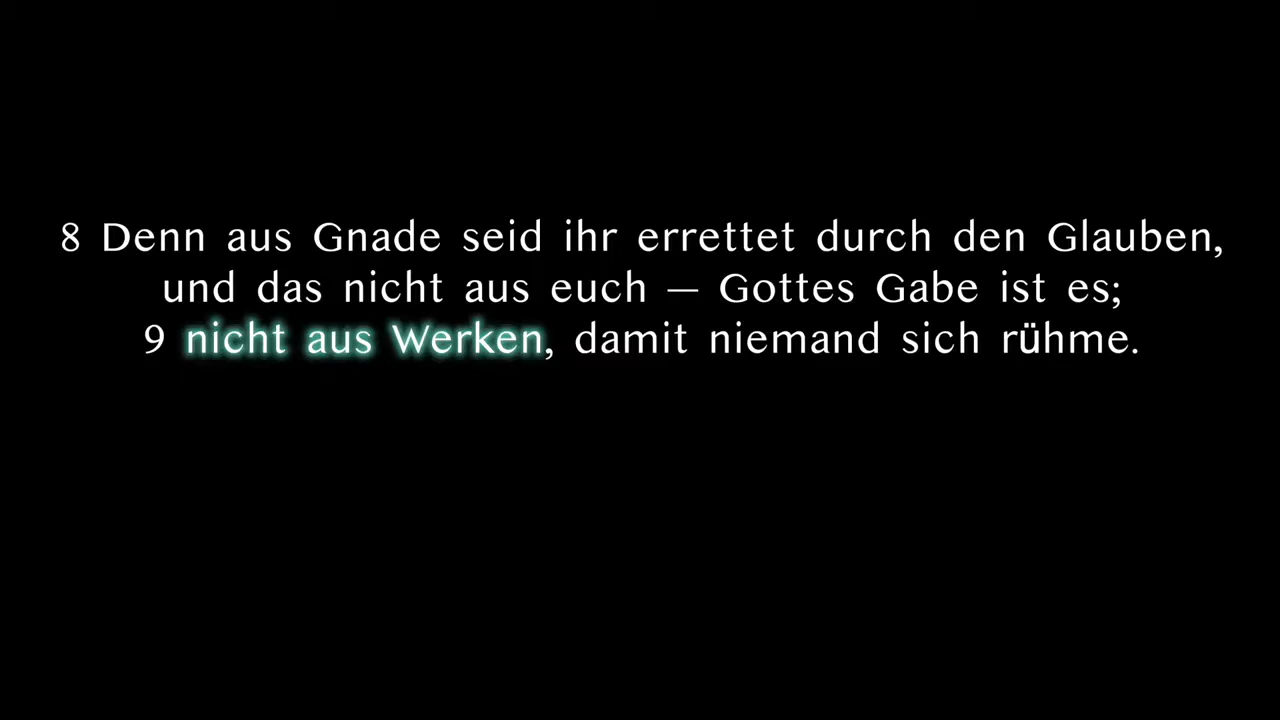 8 Denn aus Gnade seid ihr errettet durch den Glauben,
und das nicht aus euch — Gottes Gabe ist es;
9 nicht aus Werken, damit niemand sich rühme.